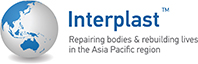 Interplast™
Repairing bodies & rebuilding lives
in the Asia Pacific region